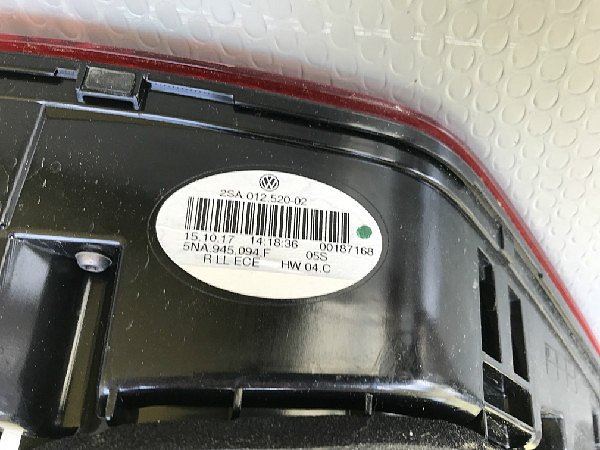 2SA 012.520-02
15.10.17 14:18:36 00187168
5NA.945.094.F 05S
R LL ECE HW 04.C